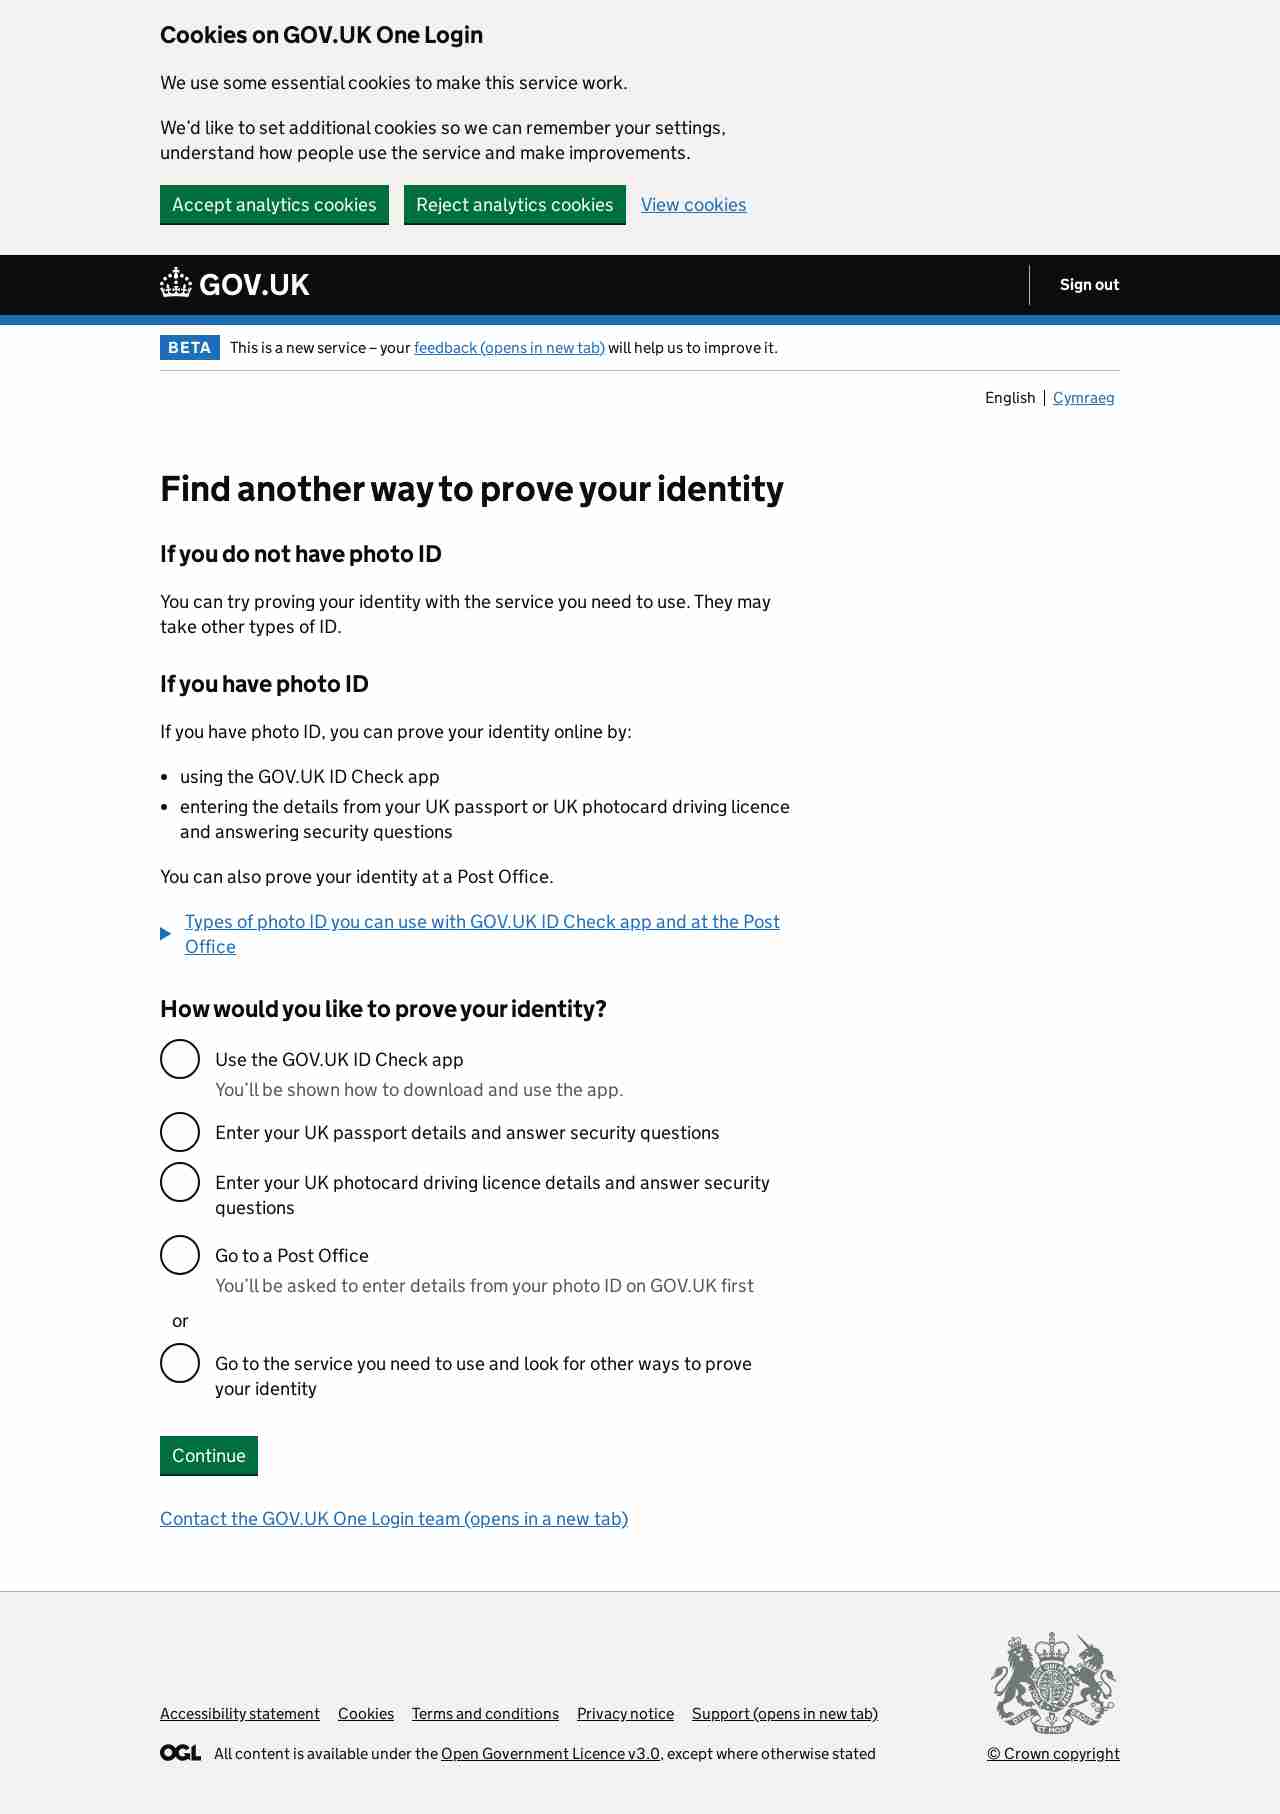 Cookies on GOV.UK One Login
We use some essential cookies to make this service work.
We’d like to set additional cookies so we can remember your settings,
understand how people use the service and make improvements.
Accept analytics cookies
Reject analytics cookies
View cookies
GOV.UK
Sign out
BETA
This is a new service – your feedback (opens in new tab) will help us to improve it.
English
Cymraeg
Find another way to prove your identity
If you do not have photo ID
You can try proving your identity with the service you need to use. They may
take other types of ID.
If you have photo ID
If you have photo ID, you can prove your identity online by:
• using the GOV.UK ID Check app
• entering the details from your UK passport or UK photocard driving licence
and answering security questions
You can also prove your identity at a Post Office.
Types of photo ID you can use with GOV.UK ID Check app and at the Post
Office
How would you like to prove your identity?
Use the GOV.UK ID Check app
You’ll be shown how to download and use the app.
Enter your UK passport details and answer security questions
Enter your UK photocard driving licence details and answer security
questions
Go to a Post Office
You’ll be asked to enter details from your photo ID on GOV.UK first
or
Go to the service you need to use and look for other ways to prove
your identity
Continue
Contact the GOV.UK One Login team (opens in a new tab)
Accessibility statement
Cookies
Terms and conditions
Privacy notice
Support (opens in new tab)
OGL
All content is available under the Open Government Licence v3.0, except where otherwise stated
© Crown copyright